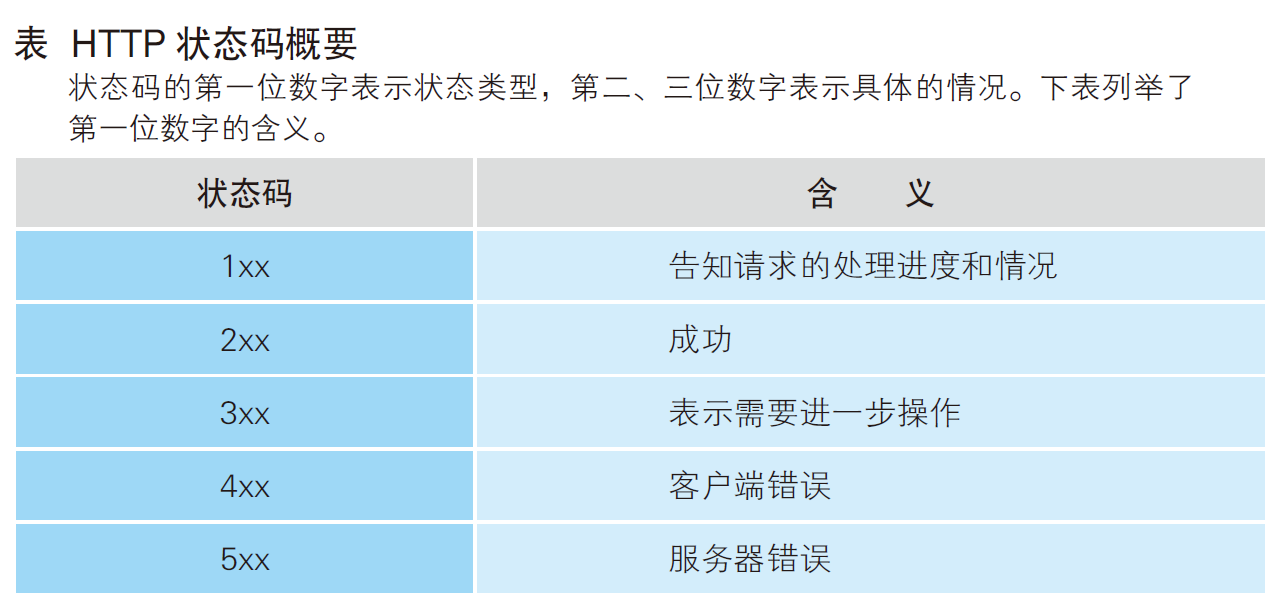 表 HTTP 状态码概要
状态码的第一位数字表示状态类型，第二、三位数字表示具体的情况。下表列举了
第一位数字的含义。
状态码 含 义
1xx 告知请求的处理进度和情况
2xx 成功
3xx 表示需要进一步操作
4xx 客户端错误
5xx 服务器错误